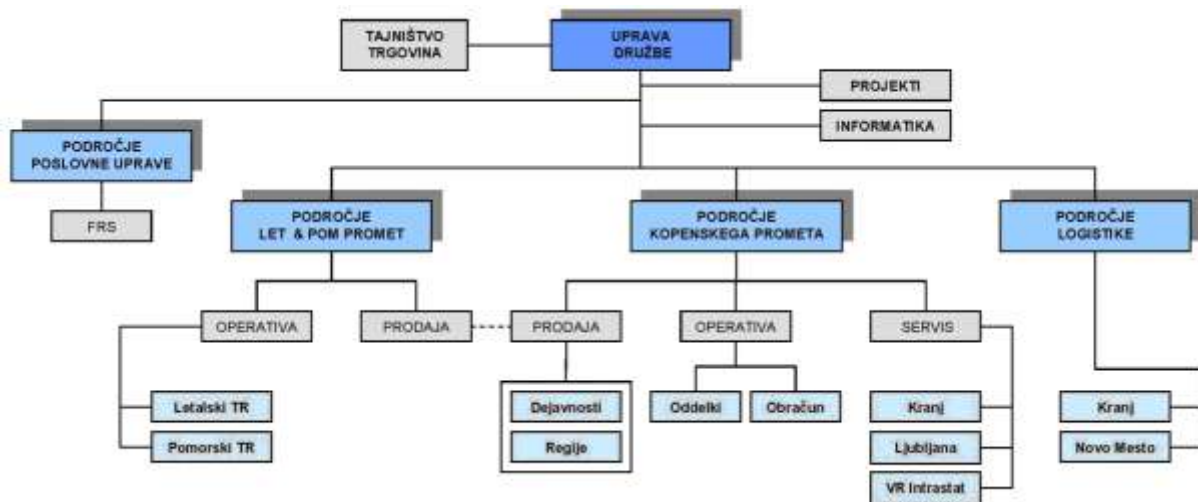 TAJNIŠTVO
TRGOVINA
UPRAVA
DRUŽBE
PROJEKTI
INFORMATIKA
PODROČJE
POSLOVNE UPRAVE
FRS
PODROČJE
LET & POM PROMET
PODROČJE
KOPENSKEGA PROMETA
PODROČJE
LOGISTIKE
OPERATIVA
PRODAJA
PRODAJA
OPERATIVA
SERVIS
Letalski TR
Pomorski TR
Dejavnosti
Regije
Oddelki
Obračun
Kranj
Ljubljana
VR Intrastat
Kranj
Novo Mesto